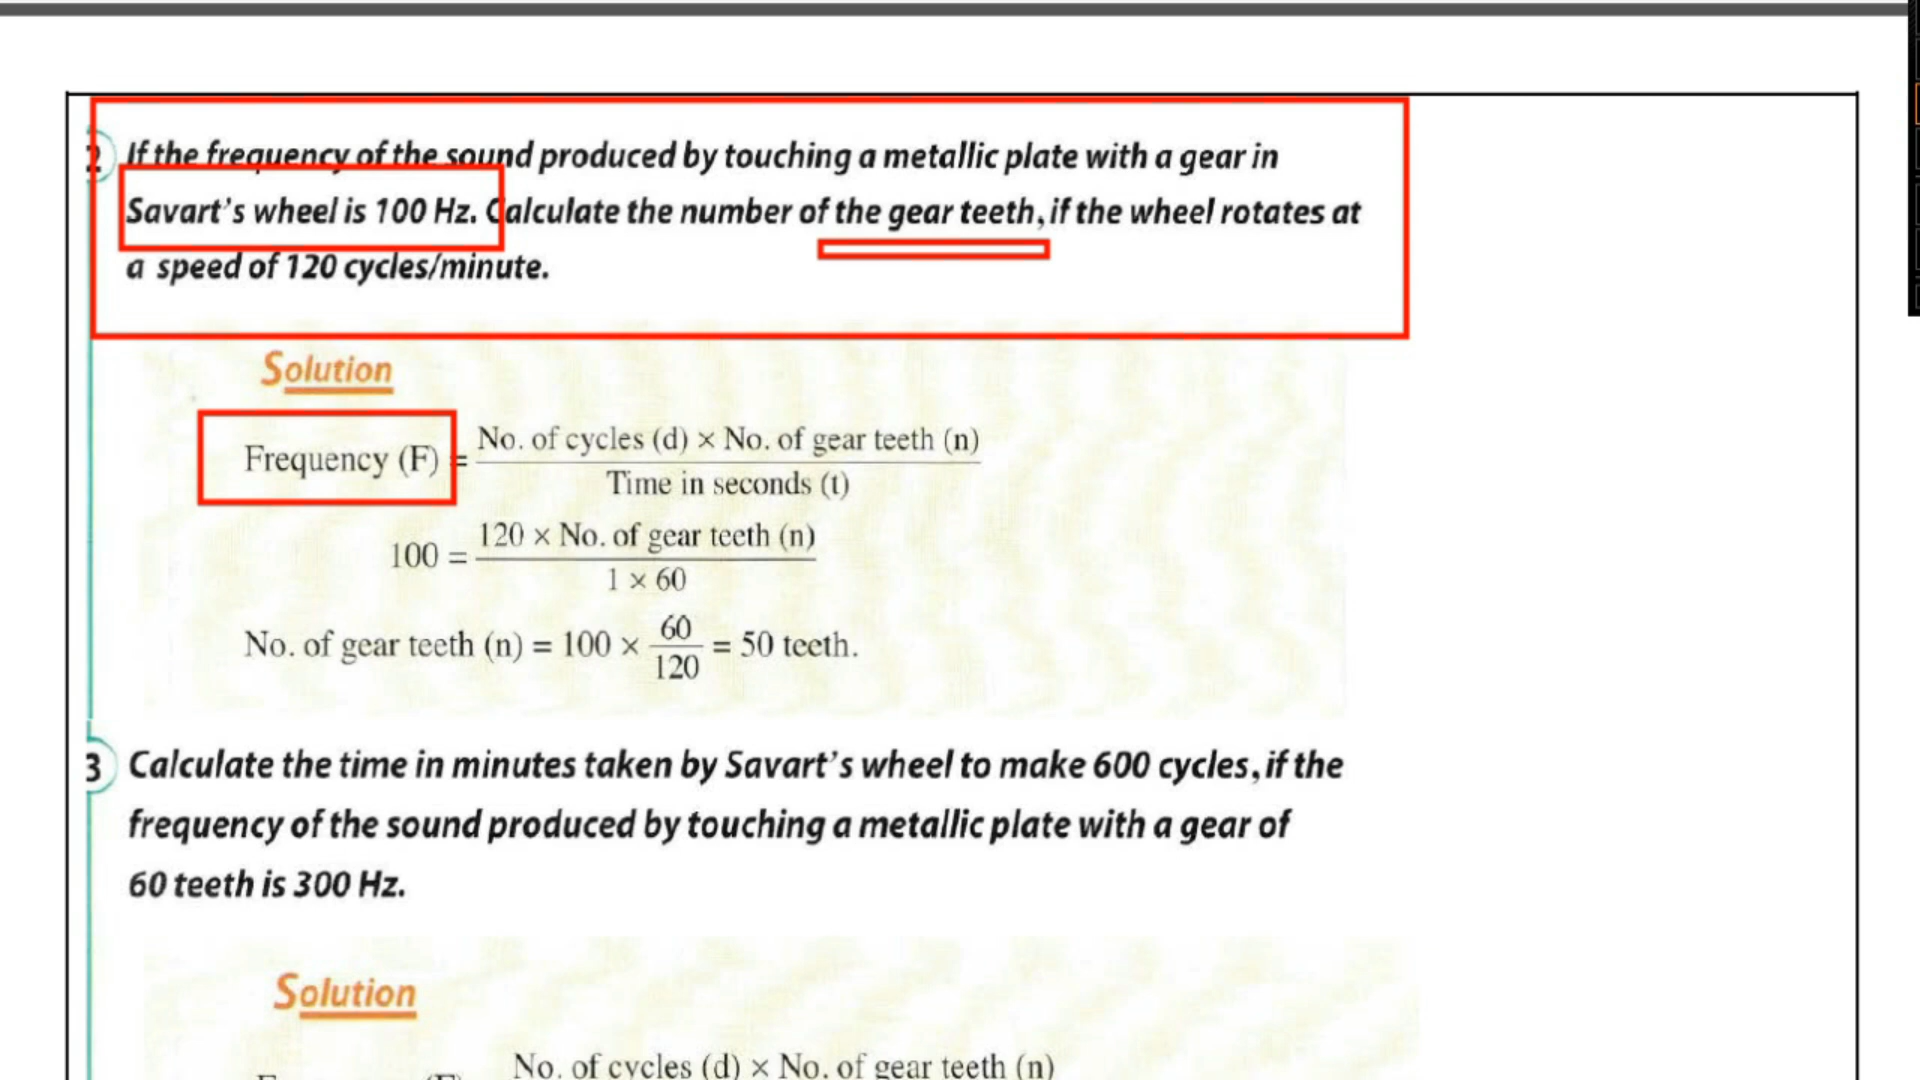 2 If the frequency of the sound produced by touching a metallic plate with a gear in
Savart's wheel is 100 Hz. Calculate the number of the gear teeth, if the wheel rotates at
a speed of 120 cycles/minute.
Solution
Frequency (F) = No. of cycles (d) × No. of gear teeth (n)
Time in seconds (t)
100 = 120 × No. of gear teeth (n)
1 × 60
No. of gear teeth (n) = 100 × 60/120 = 50 teeth.
3 Calculate the time in minutes taken by Savart's wheel to make 600 cycles, if the
frequency of the sound produced by touching a metallic plate with a gear of
60 teeth is 300 Hz.
Solution
No. of cycles (d) × No. of gear teeth (n)